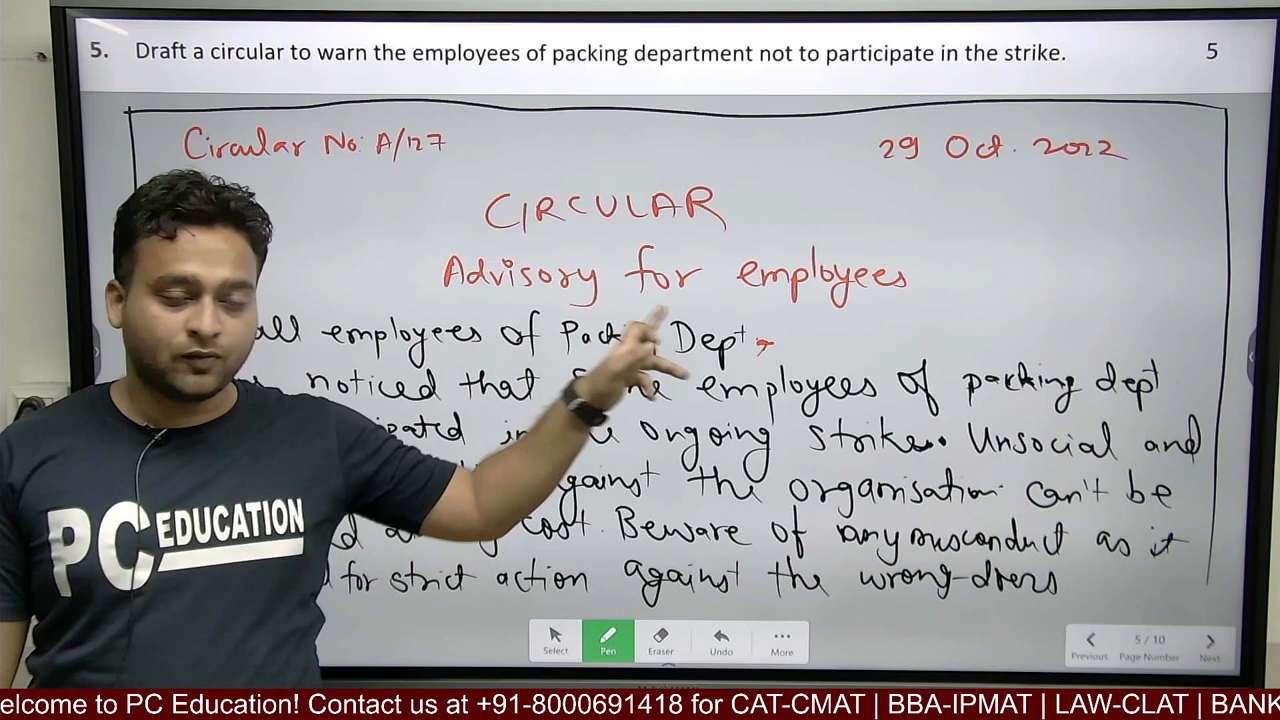 5. Draft a circular to warn the employees of packing department not to participate in the strike. 5
Circular No: A/127 29 Oct. 2022
CIRCULAR
Advisory for employees
all employees of Dept,
noticed that employees of packing dept
ongoing strike. Unsocial and
against the organisation can't be
cost. Beware of any misconduct as it
for strict action against the wrong-doers
PC EDUCATION
Select Pen Eraser Undo More
Previous 5 / 10 Page Number Next
elcome to PC Education! Contact us at +91-8000691418 for CAT-CMAT | BBA-IPMAT | LAW-CLAT | BANK